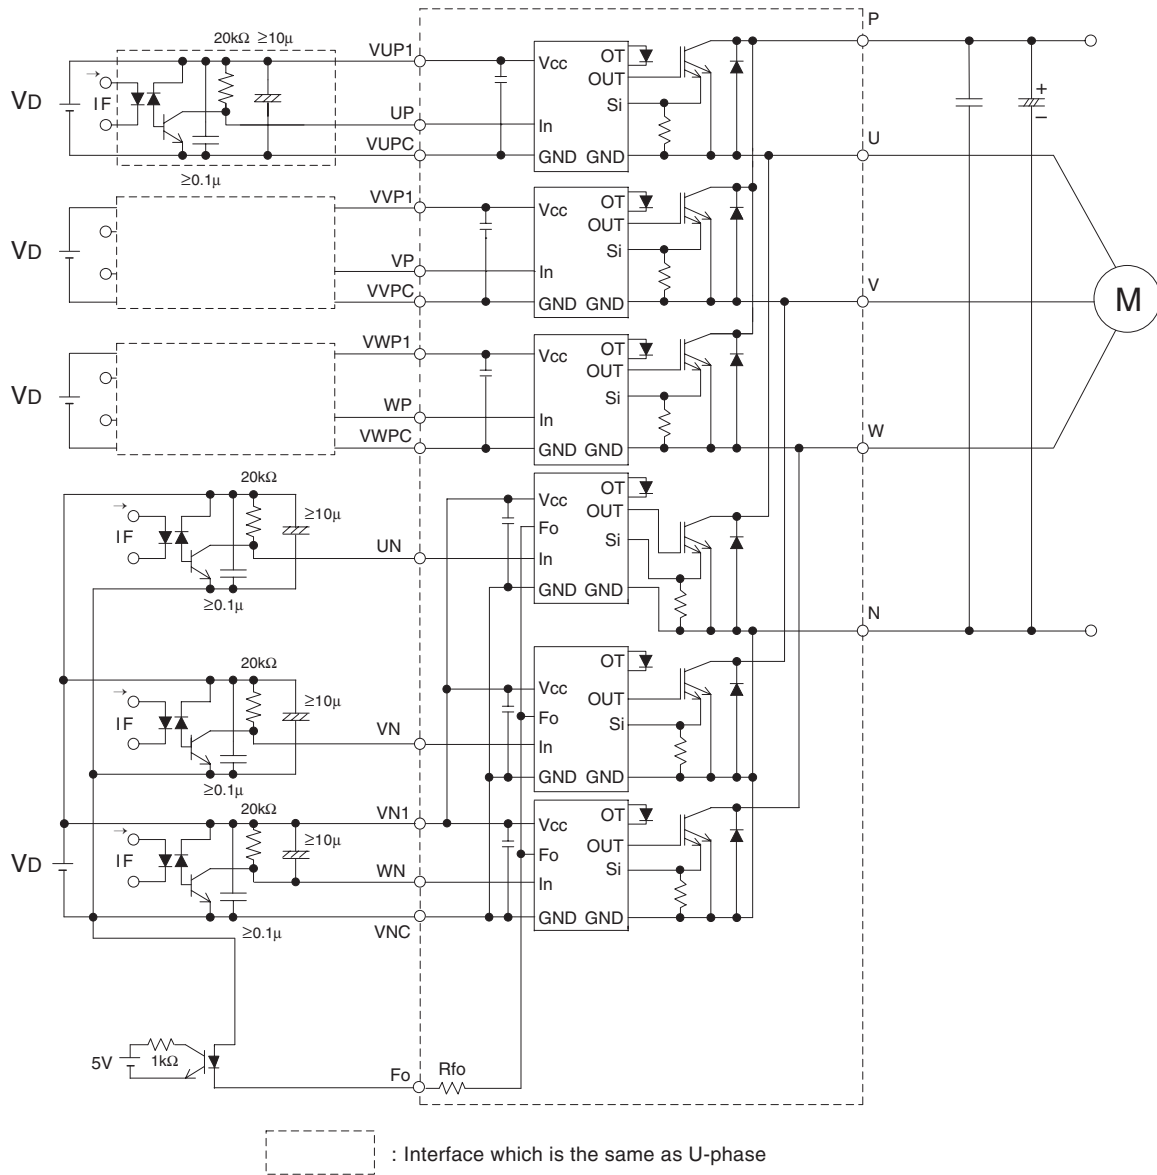 20kΩ ≥10μ
VUP1
P
VD
IF
UP
VUPC
≥0.1μ
Vcc
OT
OUT
Si
In
GND GND
U
VVP1
VD
VP
VVPC
Vcc
OT
OUT
Si
In
GND GND
V
M
VWP1
VD
WP
VWPC
Vcc
OT
OUT
Si
In
GND GND
W
20kΩ
≥10μ
IF
UN
≥0.1μ
Vcc
OT
Fo
OUT
Si
In
GND GND
N
20kΩ
≥10μ
IF
VN
≥0.1μ
OT
Vcc
OUT
Fo
Si
In
GND GND
20kΩ
VN1
≥10μ
VD
IF
WN
≥0.1μ
VNC
OT
Vcc
OUT
Fo
Si
In
GND GND
5V
1kΩ
Fo
Rfo
: Interface which is the same as U-phase
+
−